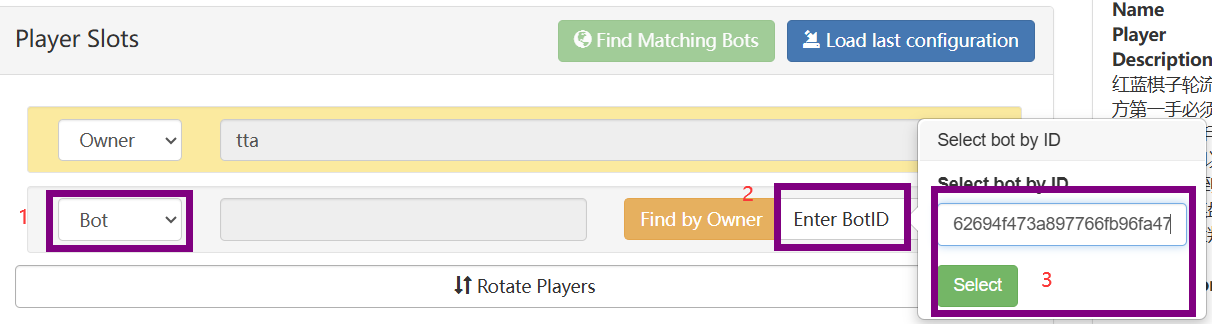 Player Slots
Find Matching Bots
Load last configuration
Name
Player
Description
红蓝棋子轮流
方第一手必须
Owner
tta
Select bot by ID
Select bot by ID
1
Bot
Find by Owner
2
Enter BotID
62694f473a897766fb96fa47
Select
3
Rotate Players